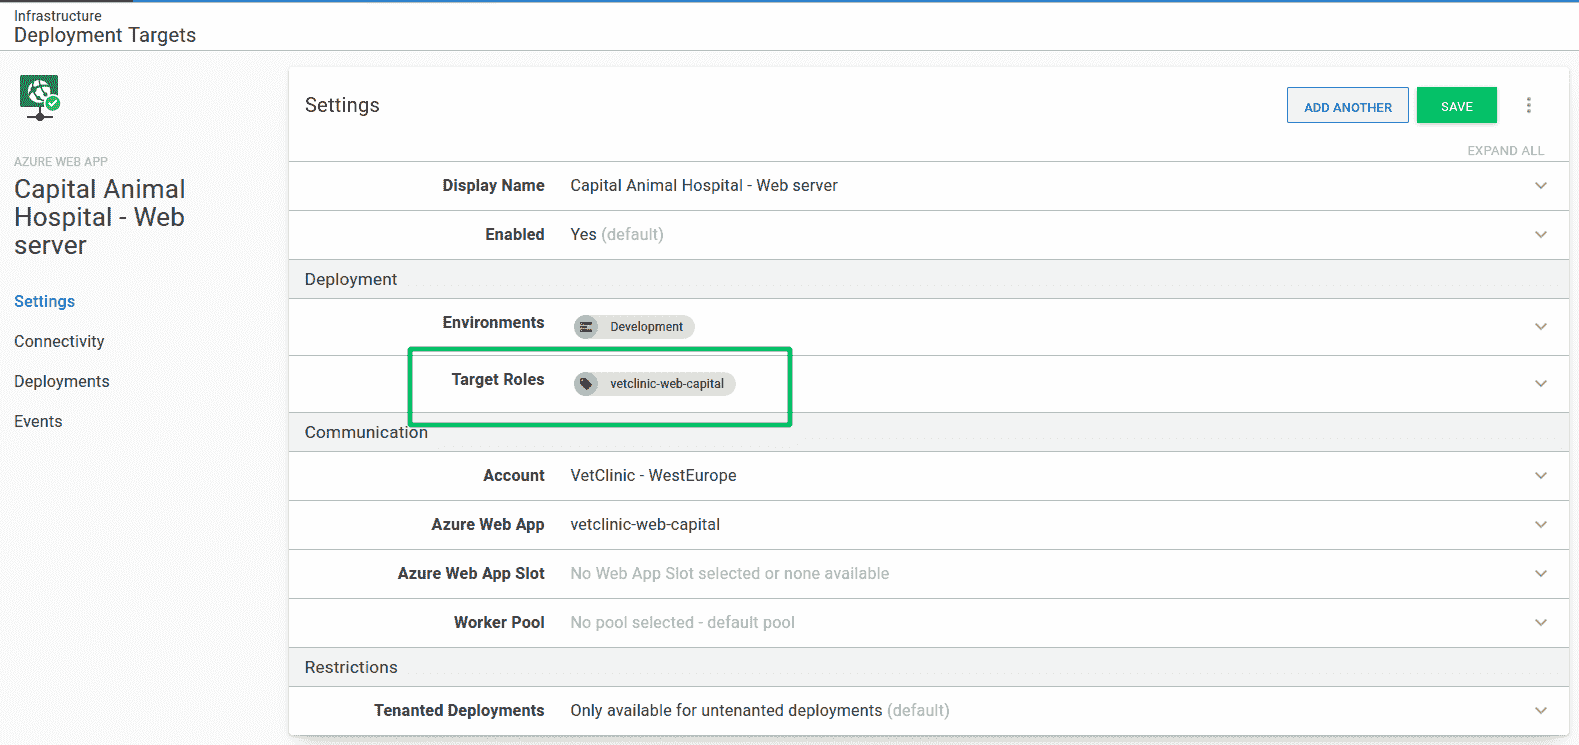 Infrastructure
Deployment Targets
AZURE WEB APP
Capital Animal
Hospital - Web
server
Settings
Connectivity
Deployments
Events
Settings
ADD ANOTHER
SAVE
EXPAND ALL
Display Name Capital Animal Hospital - Web server
Enabled Yes (default)
Deployment
Environments Development
Target Roles vetclinic-web-capital
Communication
Account VetClinic - WestEurope
Azure Web App vetclinic-web-capital
Azure Web App Slot No Web App Slot selected or none available
Worker Pool No pool selected - default pool
Restrictions
Tenanted Deployments Only available for untenanted deployments (default)